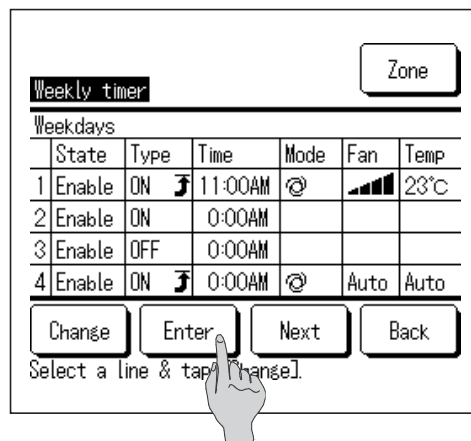 Zone
Weekly timer
Weekdays
State Type Time Mode Fan Temp
1 Enable ON 11:00AM 23°C
2 Enable ON 0:00AM
3 Enable OFF 0:00AM
4 Enable ON 0:00AM Auto Auto
Change Enter Next Back
Select a line & tap